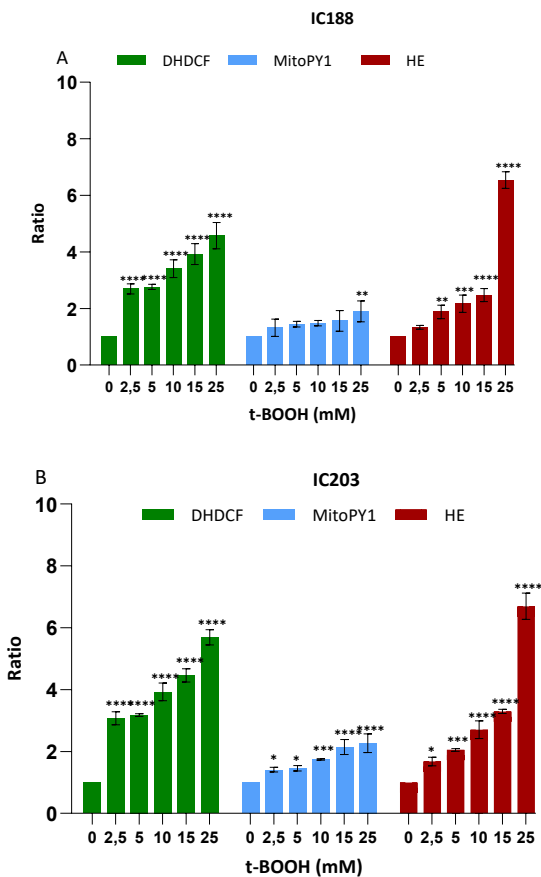 IC188
A
DHDCF MitoPY1 HE
10
8
6
4
2
0
Ratio
**** **** **** **** ****
**
** *** **** ****
0 2,5 5 10 15 25 0 2,5 5 10 15 25 0 2,5 5 10 15 25
t-BOOH (mM)
B
IC203
DHDCF MitoPY1 HE
10
8
6
4
2
0
Ratio
**** **** **** **** ****
* * *** **** ****
* *** **** **** ****
0 2,5 5 10 15 25 0 2,5 5 10 15 25 0 2,5 5 10 15 25
t-BOOH (mM)